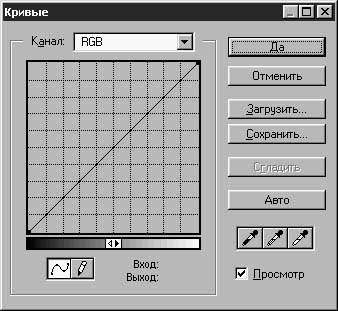 Кривые
Канал: RGB
Да
Отменить
Загрузить...
Сохранить...
Сгладить
Авто
Вход:
Выход:
Просмотр